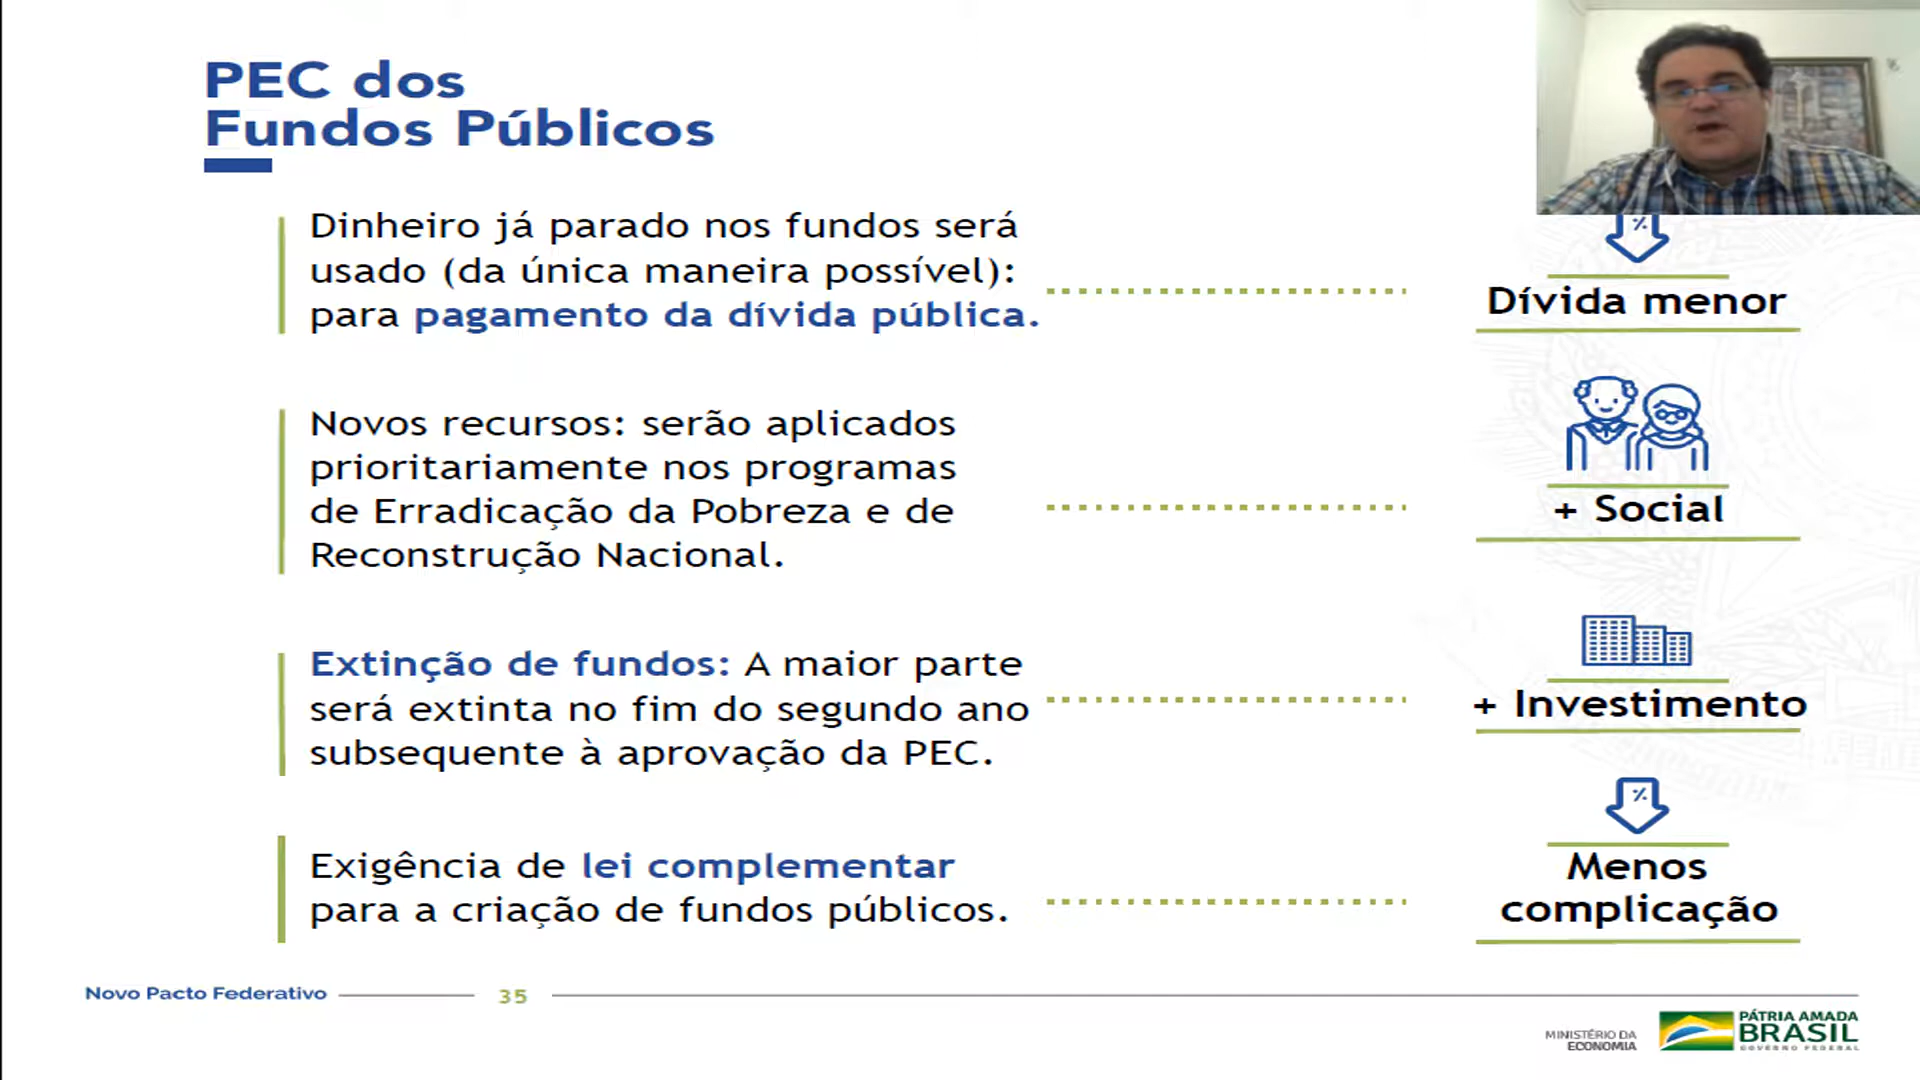 PEC dos
Fundos Públicos
Dinheiro já parado nos fundos será
usado (da única maneira possível):
para pagamento da dívida pública.
Dívida menor
Novos recursos: serão aplicados
prioritariamente nos programas
de Erradicação da Pobreza e de
Reconstrução Nacional.
+ Social
Extinção de fundos: A maior parte
será extinta no fim do segundo ano
subsequente à aprovação da PEC.
+ Investimento
Exigência de lei complementar
para a criação de fundos públicos.
%
Menos
complicação
Novo Pacto Federativo
35
MINISTÉRIO DA
ECONOMIA
PÁTRIA AMADA
BRASIL
GOVERNO FEDERAL